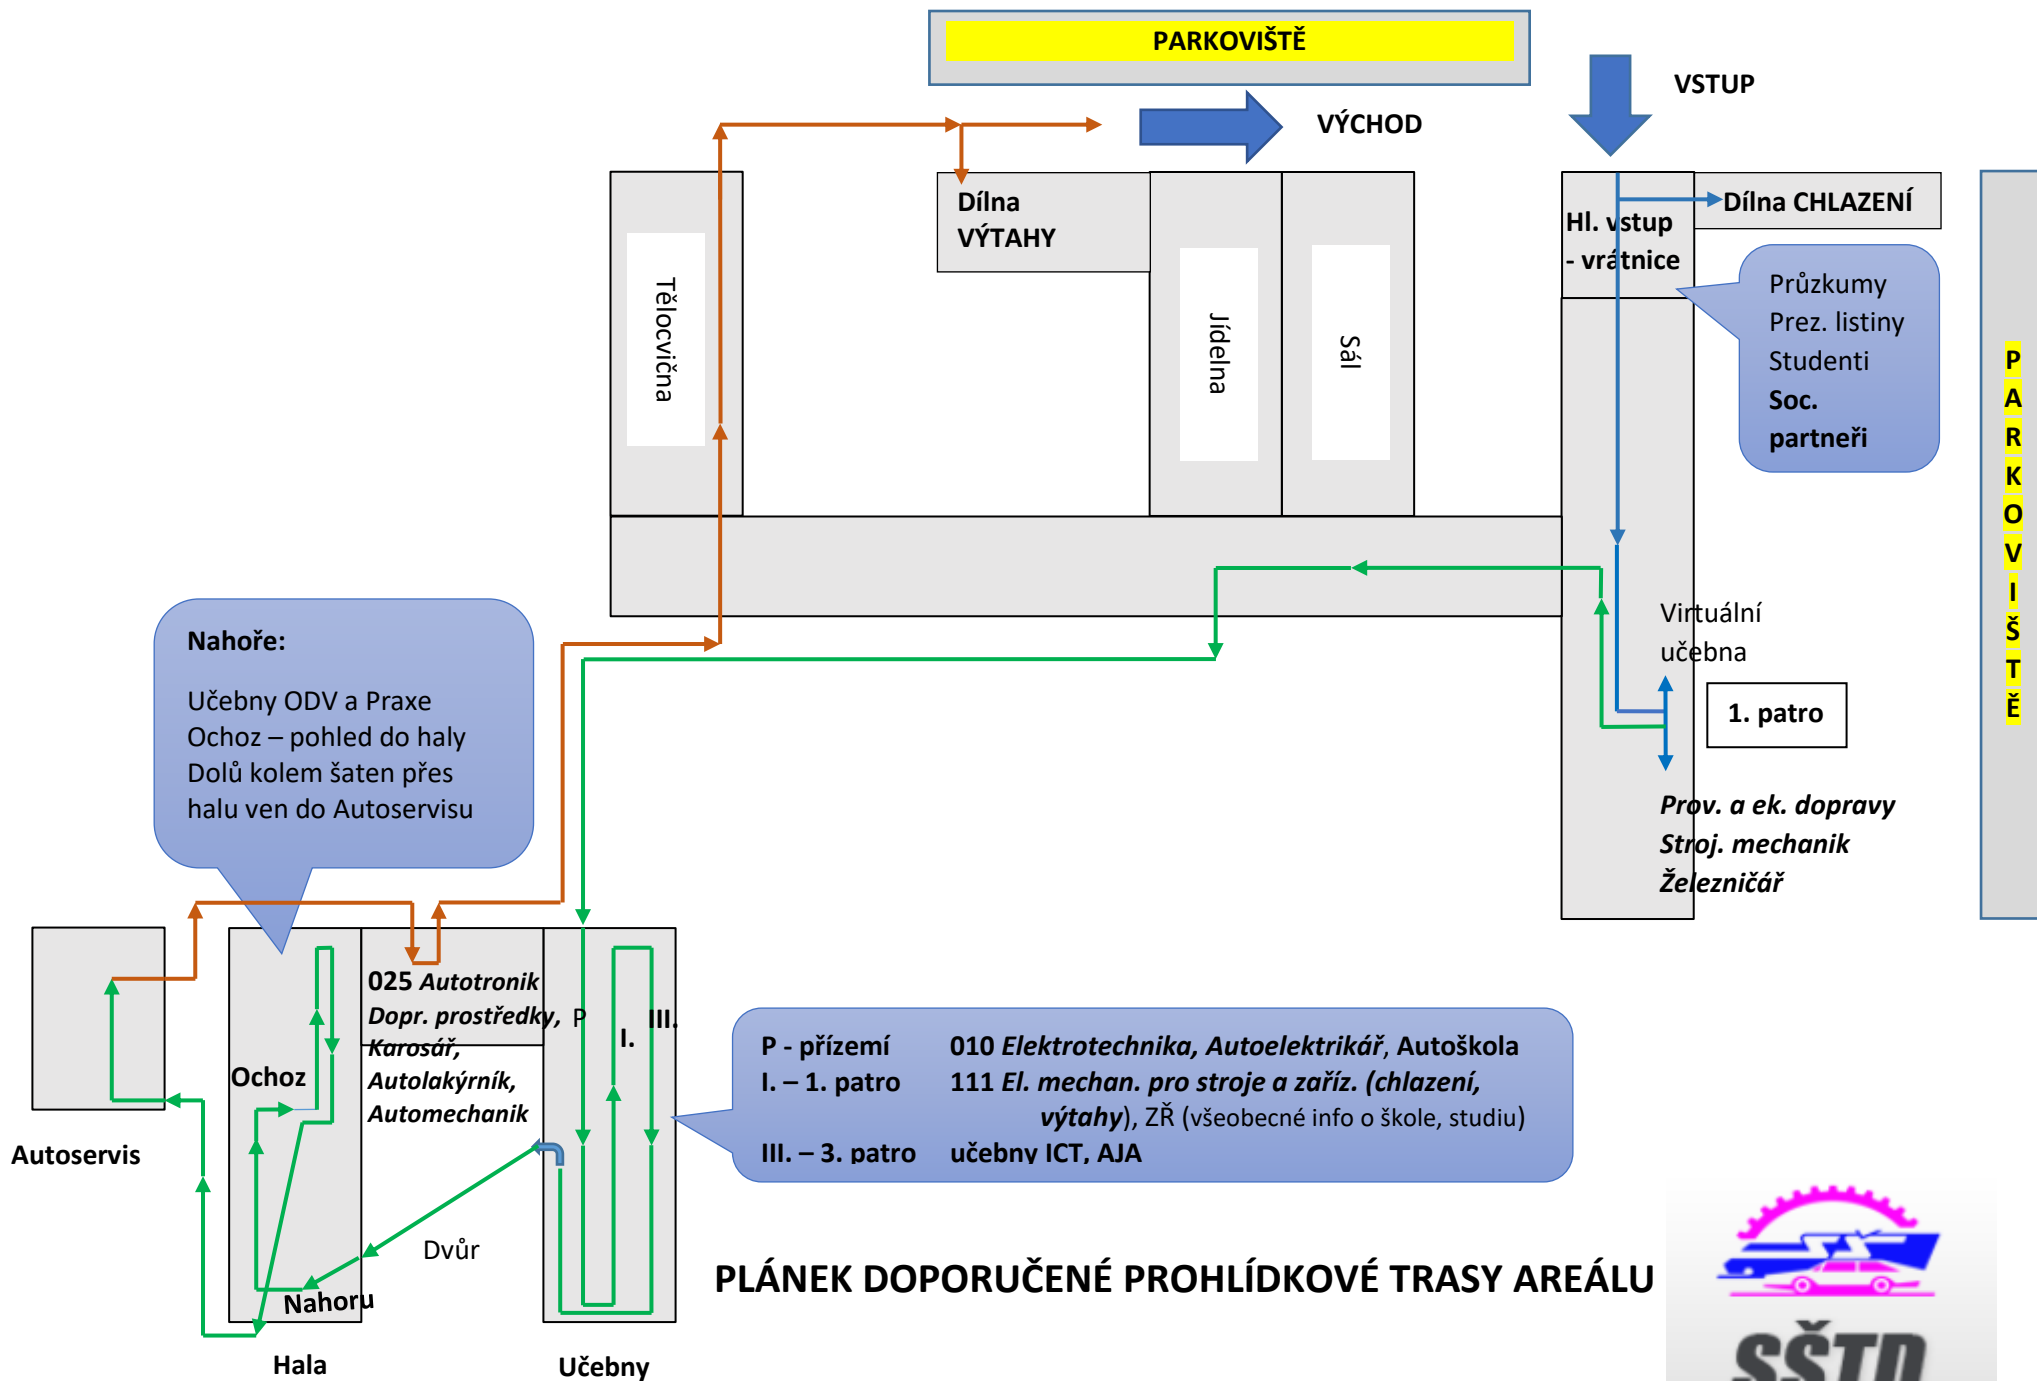 PARKOVIŠTĚ
VSTUP
VÝCHOD
Dílna
VÝTAHY
Dílna CHLAZENÍ
Hl. vstup
- vrátnice
Tělocvična
Jídelna
Sál
Průzkumy
Prez. listiny
Studenti
Soc.
partneři
PARKOVIŠTĚ
Virtuální
učebna
1. patro
Prov. a ek. dopravy
Stroj. mechanik
Železničář
Nahoře:
Učebny ODV a Praxe
Ochoz – pohled do haly
Dolů kolem šaten přes
halu ven do Autoservisu
025 Autotronik
Dopr. prostředky,
Karosář,
Autolakýrník,
Automechanik
P
I.
III.
Ochoz
Autoservis
P - přízemí 010 Elektrotechnika, Autoelektrikář, Autoškola
I. – 1. patro 111 El. mechan. pro stroje a zaříz. (chlazení,
výtahy), ZŘ (všeobecné info o škole, studiu)
III. – 3. patro učebny ICT, AJA
Dvůr
Nahoru
PLÁNEK DOPORUČENÉ PROHLÍDKOVÉ TRASY AREÁLU
Hala
Učebny
SŠTD